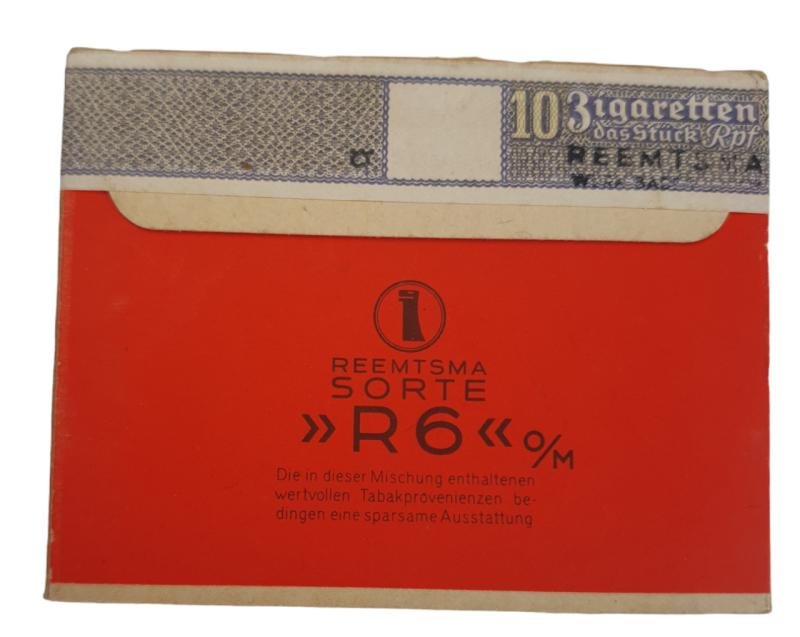 10 Zigaretten
das Stück Rpf
REEMTSMA
REEMTSMA
SORTE
»R6« o/M
Die in dieser Mischung enthaltenen
wertvollen Tabakprovenienzen be-
dingen eine sparsame Ausstattung